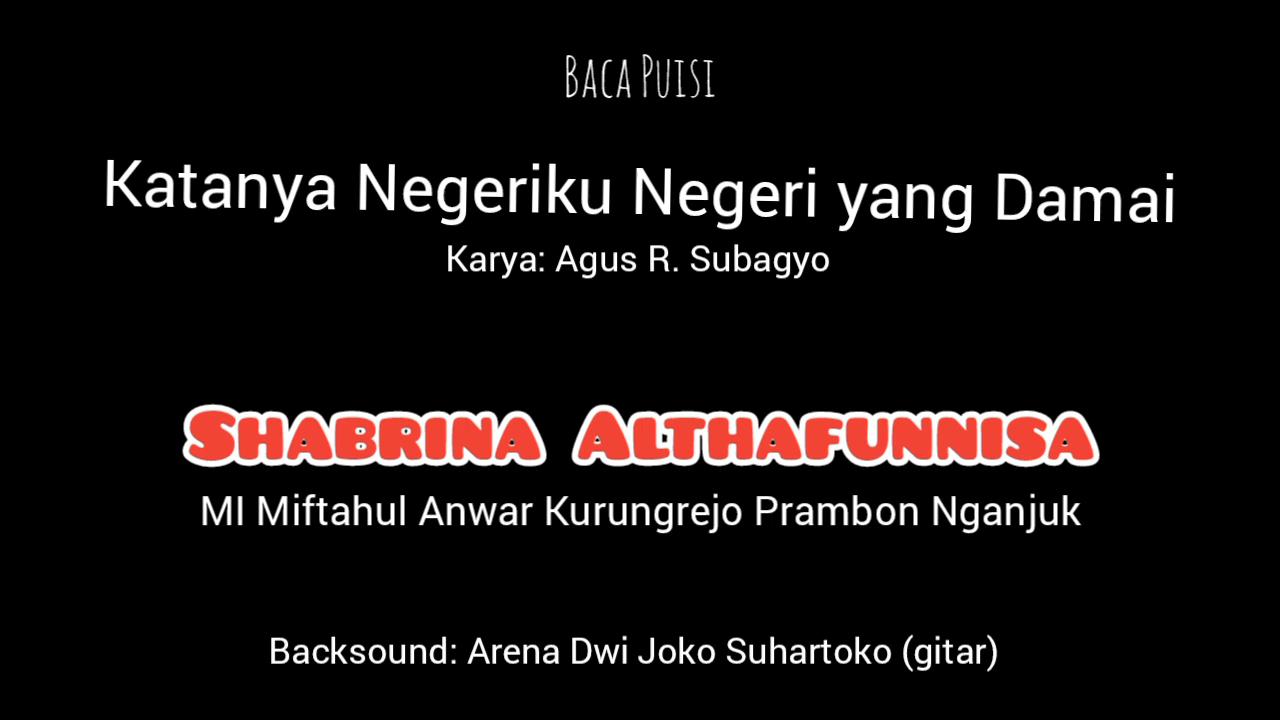 Baca Puisi
Katanya Negeriku Negeri yang Damai
Karya: Agus R. Subagyo
Shabrina Althafunnisa
MI Miftahul Anwar Kurungrejo Prambon Nganjuk
Backsound: Arena Dwi Joko Suhartoko (gitar)